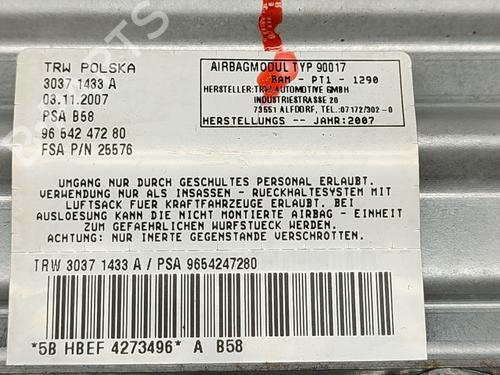 TRW POLSKA
3037 1433 A
03.11.2007
PSA B58
96 542 472 80
FSA P/N 25576
AIRBAGMODUL TYP 90017
BAM - PT1 - 1290
HERSTELLER: TRW AUTOMOTIVE GMBH
INDUSTRIESTRASSE 20
73551 ALFDORF, TEL.: 07172/302-0
HERSTELLUNGS -- JAHR: 2007
UMGANG NUR DURCH GESCHULTES PERSONAL ERLAUBT.
VERWENDUNG NUR ALS INSASSEN - RUECKHALTESYSTEM MIT
LUFTSACK FUER KRAFTFAHRZEUGE ERLAUBT. BEI
AUSLOESUNG KANN DIE NICHT MONTIERTE AIRBAG - EINHEIT
ZUM GEFAEHRLICHEN WURFSTUECK WERDEN.
ACHTUNG: NUR INERTE GEGENSTANDE VERSCHROTTEN.
TRW 3037 1433 A / PSA 9654247280
*5B HBEF 4273496* A B58